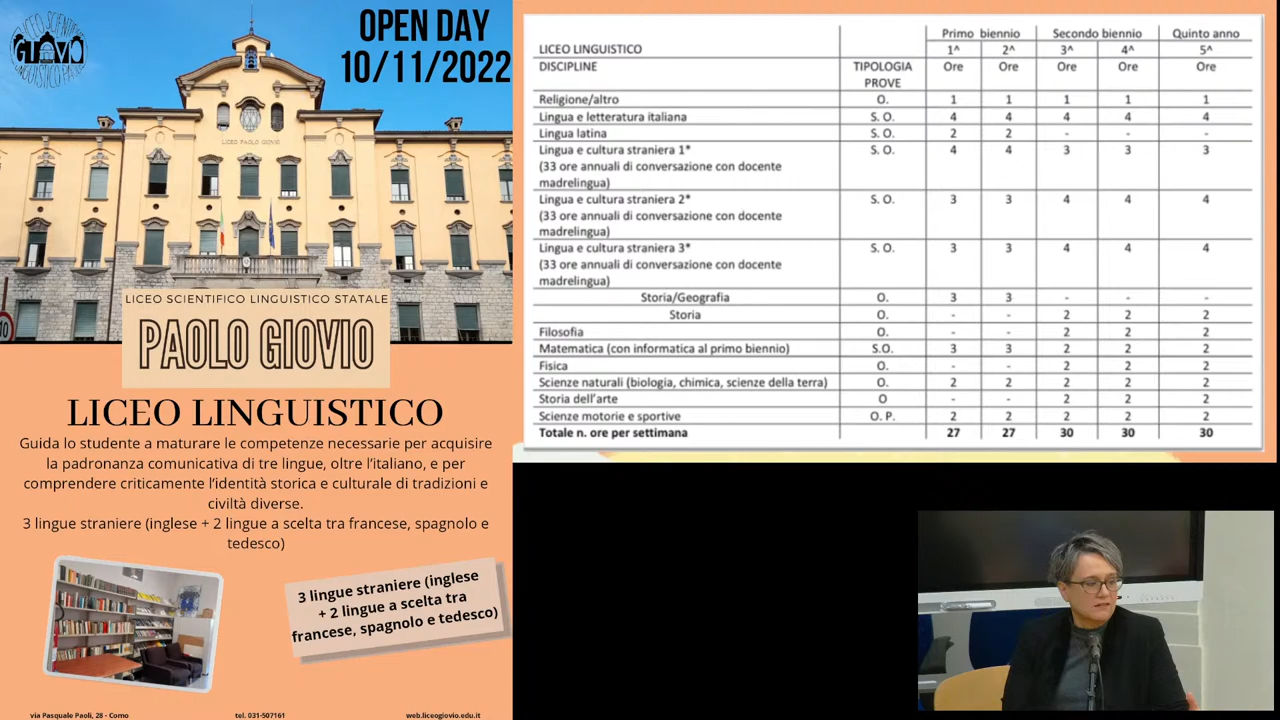 LICEO SCIENTIFICO
GIOVIO
LINGUISTICO PAOLO
OPEN DAY
10/11/2022
LICEO PAOLO GIOVIO
10
LICEO SCIENTIFICO LINGUISTICO STATALE
PAOLO GIOVIO
LICEO LINGUISTICO
Guida lo studente a maturare le competenze necessarie per acquisire
la padronanza comunicativa di tre lingue, oltre l'italiano, e per
comprendere criticamente l'identità storica e culturale di tradizioni e
civiltà diverse.
3 lingue straniere (inglese + 2 lingue a scelta tra francese, spagnolo e
tedesco)
3 lingue straniere (inglese
+ 2 lingue a scelta tra
francese, spagnolo e tedesco)
via Pasquale Paoli, 28 - Como tel. 031-507161 web.liceogiovio.edu.it
Primo biennio Secondo biennio Quinto anno
LICEO LINGUISTICO 1^ 2^ 3^ 4^ 5^
DISCIPLINE TIPOLOGIA Ore Ore Ore Ore Ore
PROVE
Religione/altro O. 1 1 1 1 1
Lingua e letteratura italiana S. O. 4 4 4 4 4
Lingua latina S. O. 2 2 - - -
Lingua e cultura straniera 1* S. O. 4 4 3 3 3
(33 ore annuali di conversazione con docente
madrelingua)
Lingua e cultura straniera 2* S. O. 3 3 4 4 4
(33 ore annuali di conversazione con docente
madrelingua)
Lingua e cultura straniera 3* S. O. 3 3 4 4 4
(33 ore annuali di conversazione con docente
madrelingua)
Storia/Geografia O. 3 3 - - -
Storia O. - - 2 2 2
Filosofia O. - - 2 2 2
Matematica (con informatica al primo biennio) S.O. 3 3 2 2 2
Fisica O. - - 2 2 2
Scienze naturali (biologia, chimica, scienze della terra) O. 2 2 2 2 2
Storia dell'arte O - - 2 2 2
Scienze motorie e sportive O. P. 2 2 2 2 2
Totale n. ore per settimana 27 27 30 30 30